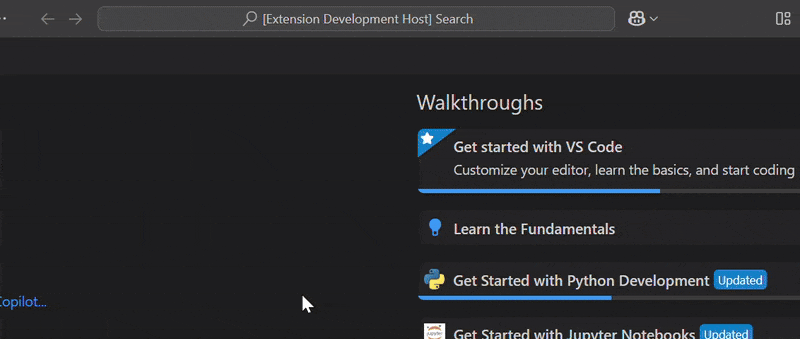 [Extension Development Host] Search
Walkthroughs
Get started with VS Code
Customize your editor, learn the basics, and start coding
Learn the Fundamentals
Get Started with Python Development Updated
Copilot...
Get Started with Jupyter Notebooks Updated